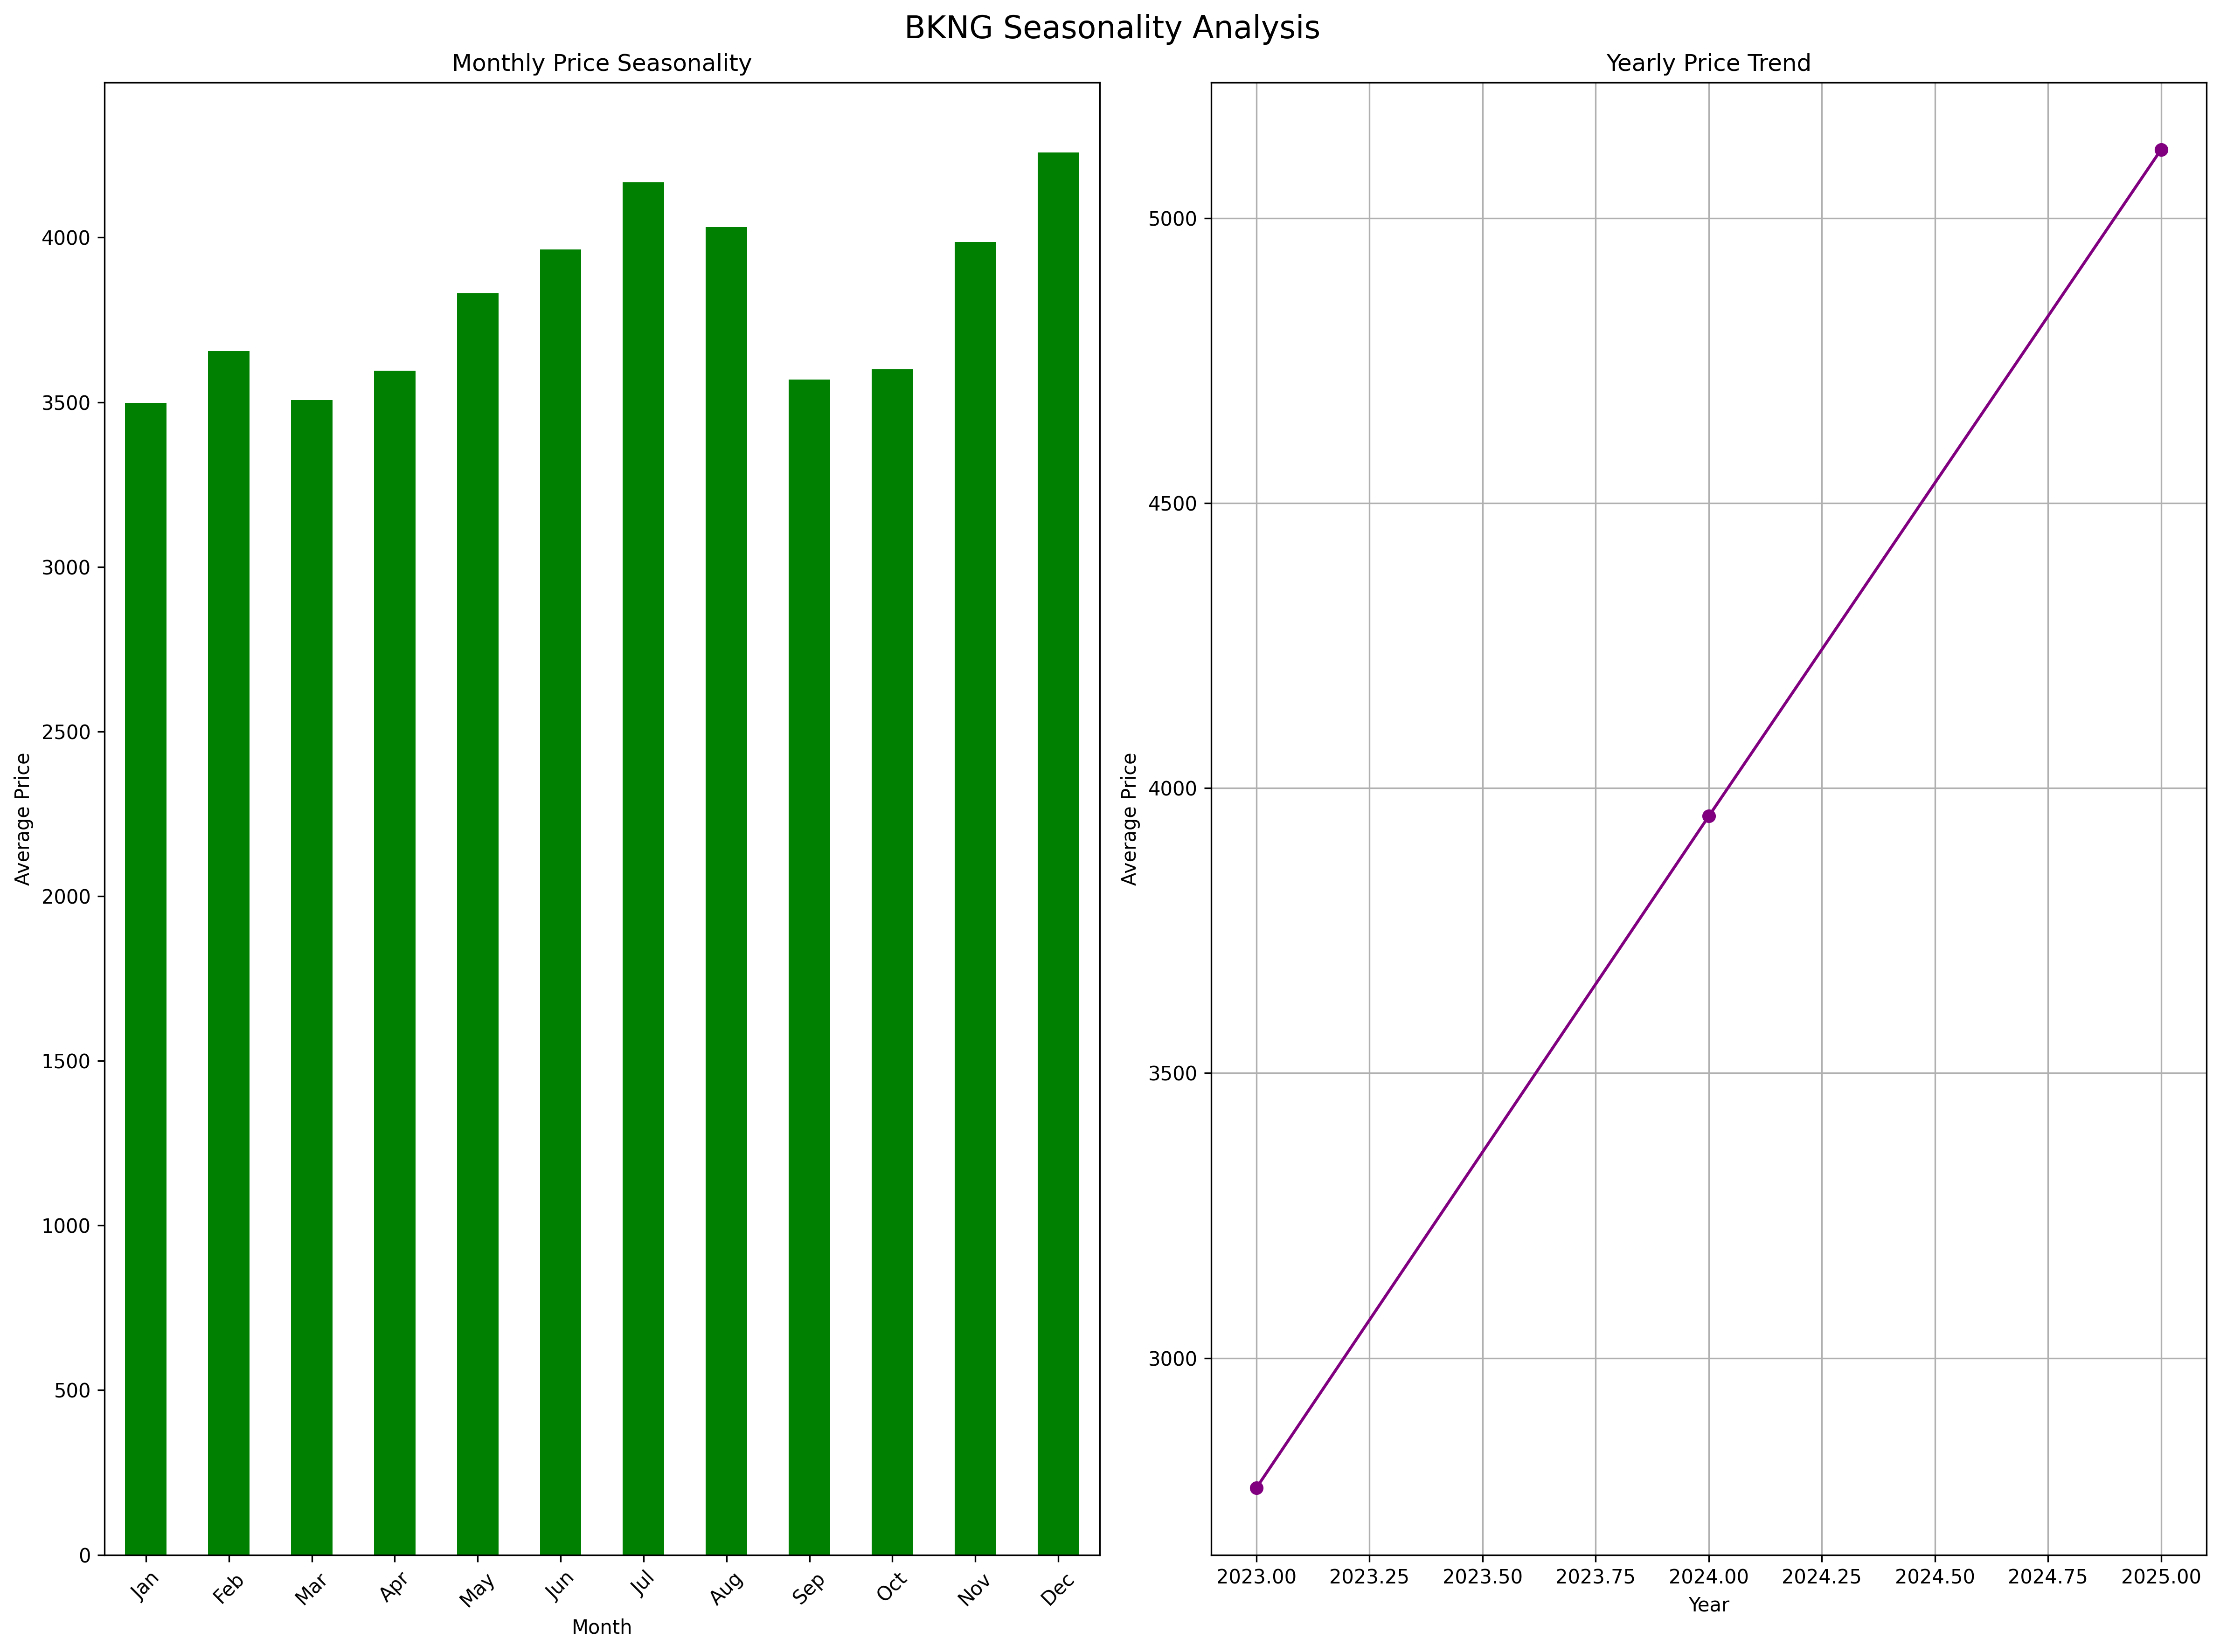 BKNG Seasonality Analysis
Monthly Price Seasonality
Average Price
4000
3500
3000
2500
2000
1500
1000
500
0
Jan Feb Mar Apr May Jun Jul Aug Sep Oct Nov Dec
Month
Yearly Price Trend
Average Price
5000
4500
4000
3500
3000
2023.00 2023.25 2023.50 2023.75 2024.00 2024.25 2024.50 2024.75 2025.00
Year